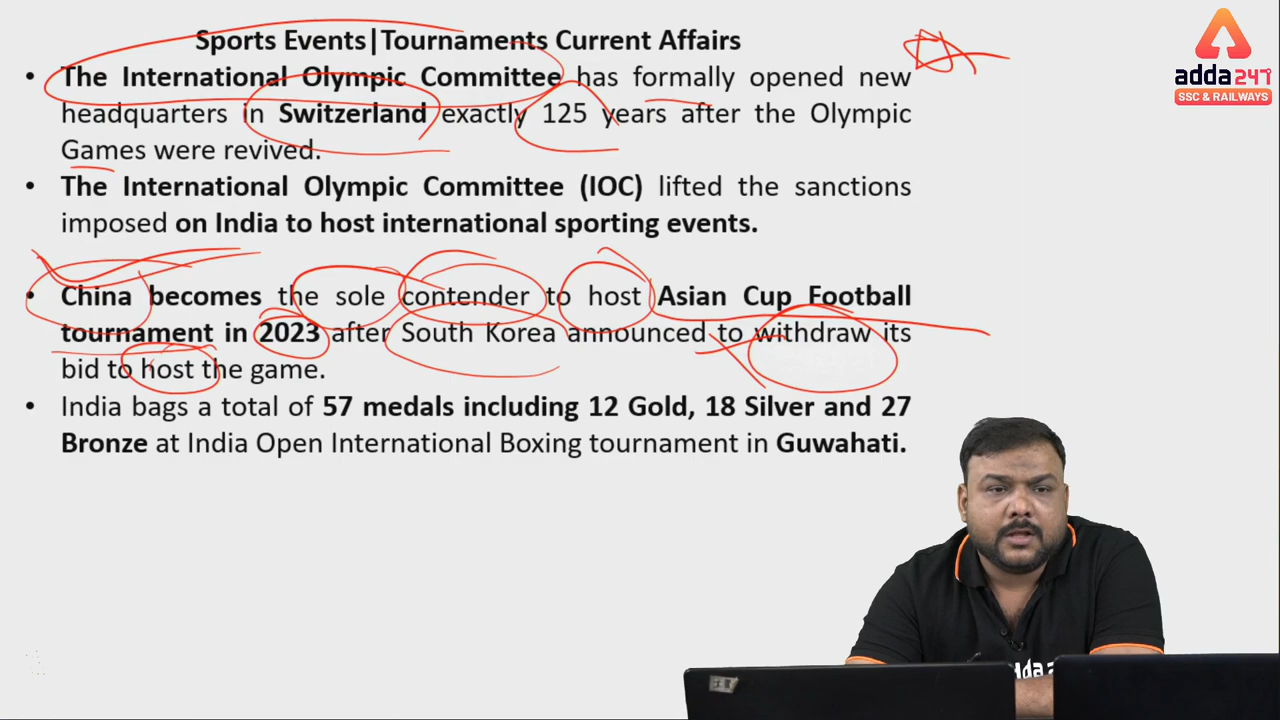 Sports Events|Tournaments Current Affairs
• The International Olympic Committee has formally opened new
headquarters in Switzerland exactly 125 years after the Olympic
Games were revived.
• The International Olympic Committee (IOC) lifted the sanctions
imposed on India to host international sporting events.
• China becomes the sole contender to host Asian Cup Football
tournament in 2023 after South Korea announced to withdraw its
bid to host the game.
• India bags a total of 57 medals including 12 Gold, 18 Silver and 27
Bronze at India Open International Boxing tournament in Guwahati.
adda247
SSC & RAILWAYS
dda2